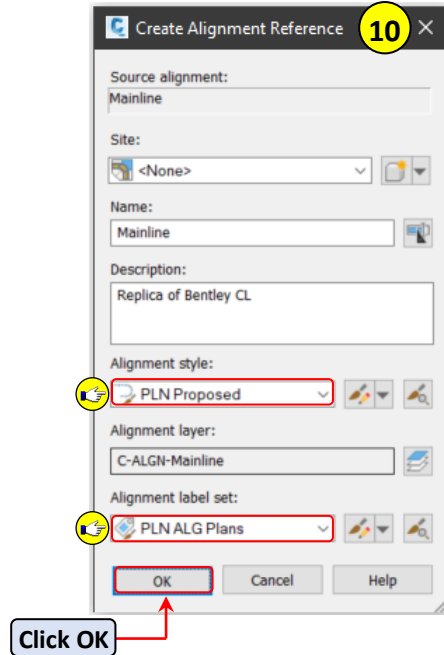 Create Alignment Reference
10
Source alignment:
Mainline
Site:
<None>
Name:
Mainline
Description:
Replica of Bentley CL
Alignment style:
PLN Proposed
Alignment layer:
C-ALGN-Mainline
Alignment label set:
PLN ALG Plans
OK Cancel Help
Click OK